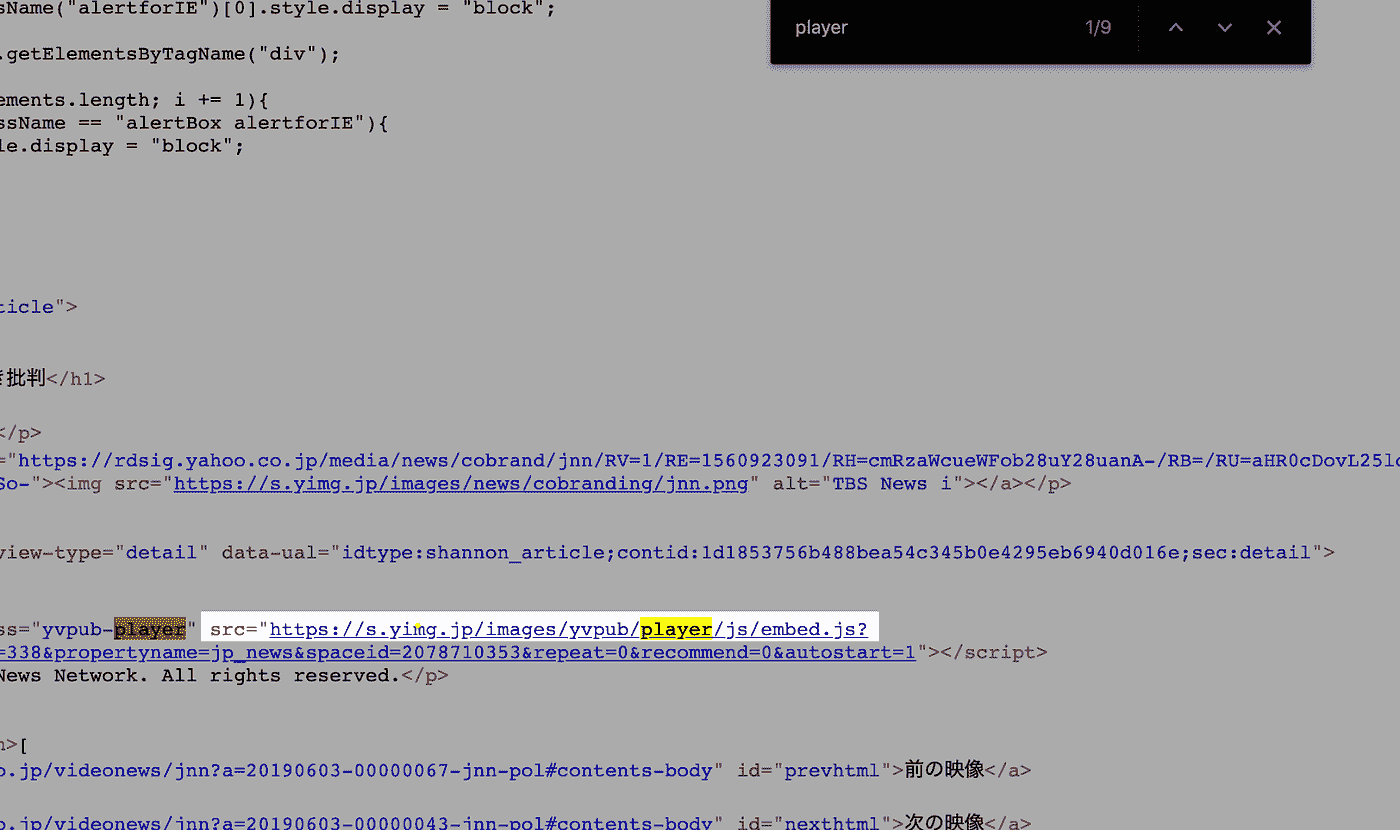 sName("alertforIE")[0].style.display = "block";
player 1/9
.getElementsByTagName("div");
ements.length; i += 1){
ssName == "alertBox alertforIE"){
le.display = "block";
ticle">
批判</h1>
</p>
="https://rdsig.yahoo.co.jp/media/news/cobrand/jnn/RV=1/RE=1560923091/RH=cmRzaWcueWFob28uY28uanA-/RB=/RU=aHR0cDovL25lc
So-"><img src="https://s.yimg.jp/images/news/cobranding/jnn.png" alt="TBS News i"></a></p>
view-type="detail" data-ual="idtype:shannon_article;contid:1d1853756b488bea54c345b0e4295eb6940d016e;sec:detail">
ss="yvpub-player" src="https://s.yimg.jp/images/yvpub/player/js/embed.js?
=338&propertyname=jp_news&spaceid=2078710353&repeat=0&recommend=0&autostart=1"></script>
News Network. All rights reserved.</p>
>[
o.jp/videonews/jnn?a=20190603-00000067-jnn-pol#contents-body" id="prevhtml">前の映像</a>
o.jp/videonews/jnn?a=20190603-00000043-jnn-pol#contents-body" id="nexthtml">次の映像</a>